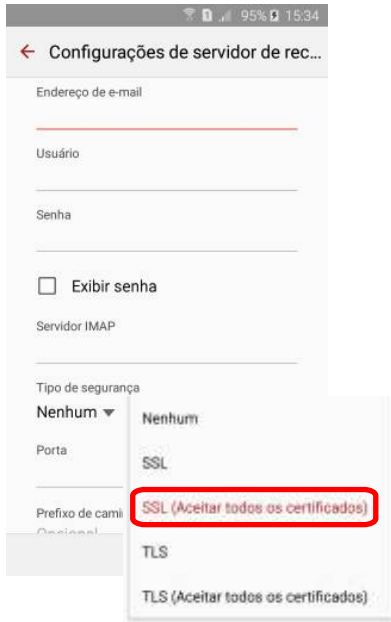 95% 15:34
Configurações de servidor de rec...
Endereço de e-mail
Usuário
Senha
Exibir senha
Servidor IMAP
Tipo de segurança
Nenhum
Porta
Prefixo de cami
Opcional
Nenhum
SSL
SSL (Aceitar todos os certificados)
TLS
TLS (Aceitar todos os certificados)